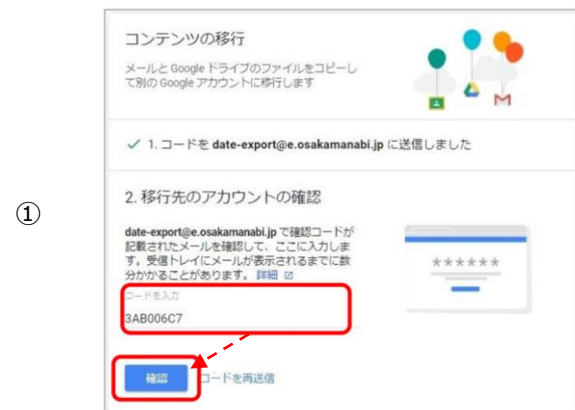 コンテンツの移行
メールと Google ドライブのファイルをコピーし
て別の Google アカウントに移行します
✓ 1. コードを date-export@e.osakamanabi.jp に送信しました
①
2. 移行先のアカウントの確認
date-export@e.osakamanabi.jp で確認コードが
記載されたメールを確認して、ここに入力しま
す。受信トレイにメールが表示されるまでに数
分かかることがあります。 詳細
******
コードを入力
3AB006C7
確認 コードを再送信